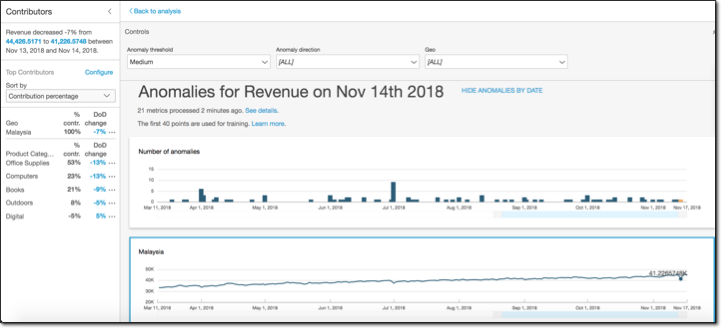 Contributors
Revenue decreased -7% from
44,426.5171 to 41,226.5748 between
Nov 13, 2018 and Nov 14, 2018.
Top Contributors Configure
Sort by
Contribution percentage
% DoD
Geo contr. change
Malaysia 100% -7% ...
% DoD
Product Categ... contr. change
Office Supplies 53% -13% ...
Computers 23% -13% ...
Books 21% -9% ...
Outdoors 8% -5% ...
Digital -5% 5% ...
Back to analysis
Controls
Anomaly threshold Anomaly direction Geo
Medium [ALL] [ALL]
Anomalies for Revenue on Nov 14th 2018 HIDE ANOMALIES BY DATE
21 metrics processed 2 minutes ago. See details.
The first 40 points are used for training. Learn more.
Number of anomalies
15
10
5
0
Mar 11, 2018 Apr 1, 2018 May 1, 2018 Jun 1, 2018 Jul 1, 2018 Aug 1, 2018 Sep 1, 2018 Oct 1, 2018 Nov 1, 2018 Nov 17, 2018
Malaysia
50K
40K
30K
20K
41.2265748K
Mar 11, 2018 Apr 1, 2018 May 1, 2018 Jun 1, 2018 Jul 1, 2018 Aug 1, 2018 Sep 1, 2018 Oct 1, 2018 Nov 1, 2018 Nov 17, 2018